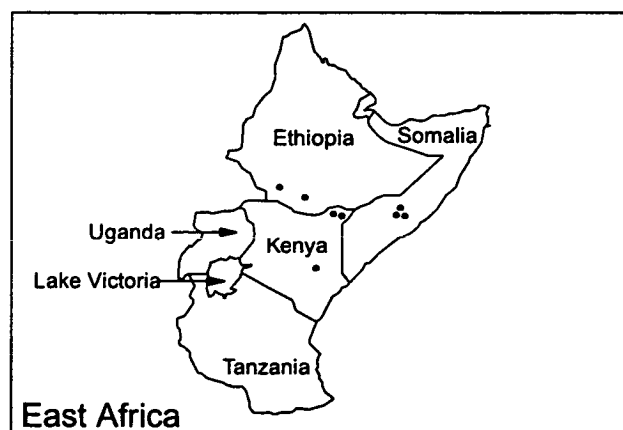 Ethiopia
Somalia
Uganda
Kenya
Lake Victoria
Tanzania
East Africa